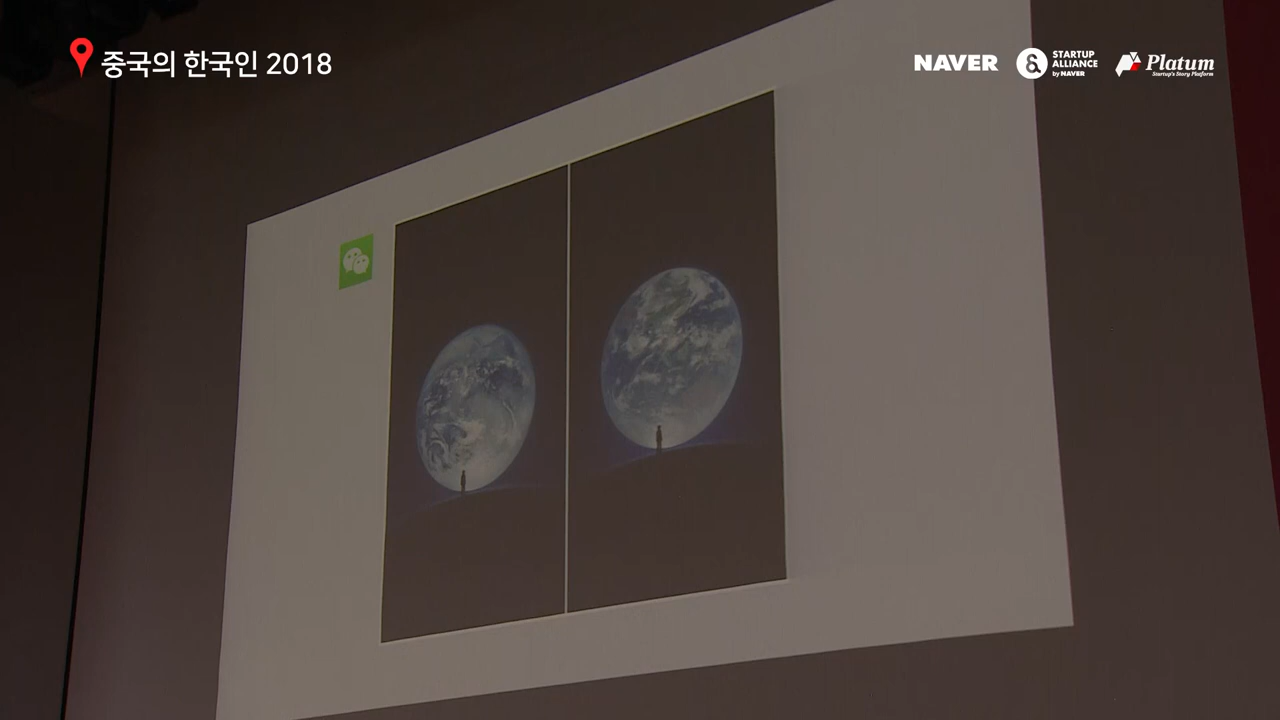 중국의 한국인 2018
NAVER
&
STARTUP
ALLIANCE
by NAVER
Platum
Startup's Story Platform